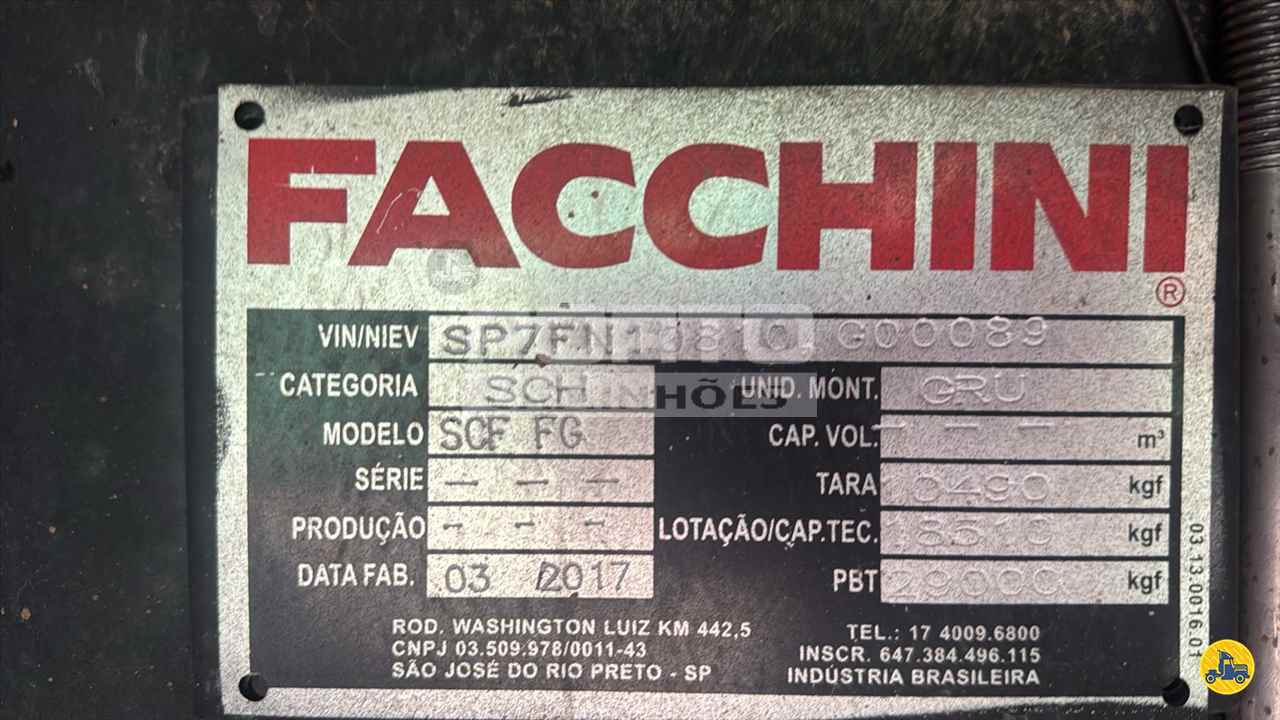 FACCHINI
®
VIN/NIEV
CATEGORIA SCH UNID. MONT. GRU
MODELO SCF FG CAP. VOL. - - - m³
SÉRIE - - - TARA kgf
PRODUÇÃO - - - LOTAÇÃO/CAP.TEC. kgf
DATA FAB. 03 /2017 PBT kgf
ROD. WASHINGTON LUIZ KM 442,5 TEL.: 17 4009.6800
CNPJ 03.509.978/0011-43 INSCR. 647.384.496.115
SÃO JOSÉ DO RIO PRETO - SP INDÚSTRIA BRASILEIRA
03.13.0016.01